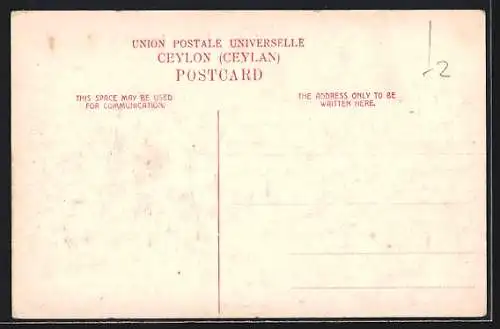 UNION POSTALE UNIVERSELLE
CEYLON (CEYLAN)
POSTCARD
THIS SPACE MAY BE USED
FOR COMMUNICATION.
THE ADDRESS ONLY TO BE
WRITTEN HERE.
2